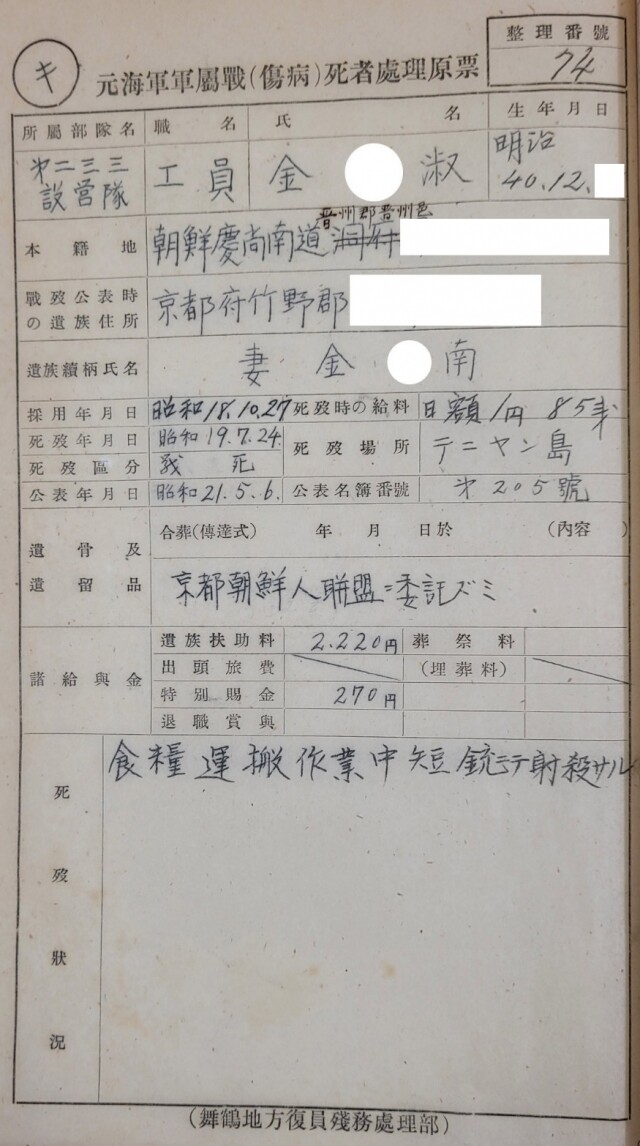 整理番號
74
キ
元海軍軍屬戰(傷病)死者處理原票
所屬部隊名 職名 氏名 生年月日
㐧二三三設営隊 工員 金 淑 明治40.12.
晋州郡晋州邑
本籍地 朝鮮慶尚南道
戰歿公表時の遺族住所 京都府竹野郡
遺族續柄氏名 妻 金 南
採用年月日 昭和18.10.27 死歿時の給料 日額1円85
死歿年月日 昭和19.7.24 死歿場所 テニヤン島
死歿區分 戦死
公表年月日 昭和21.5.6. 公表名簿番號 㐧205號
遺骨及遺留品 合葬(傳達式) 年 月 日於 (內容)
京都朝鮮人聯盟ニ委託ズミ
諸給與金 遺族扶助料 2.220円 葬祭料
出頭旅費 (埋葬料)
特別賜金 270円
退職賞與
死歿狀況 食糧運搬作業中短銃ニテ射殺サル
(舞鶴地方復員殘務處理部)